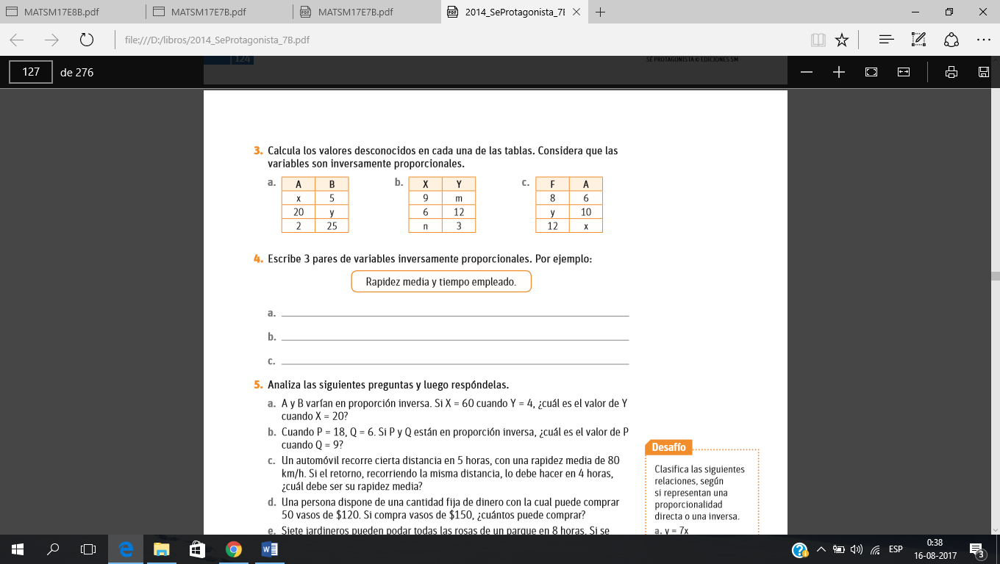 MATSM17E8B.pdf
MATSM17E7B.pdf
MATSM17E7B.pdf
2014_SeProtagonista_7I
file:///D:/libros/2014_SeProtagonista_7B.pdf
127 de 276
124
SÉ PROTAGONISTA © EDICIONES SM
3. Calcula los valores desconocidos en cada una de las tablas. Considera que las
variables son inversamente proporcionales.
a.
A B
x 5
20 y
2 25
b.
X Y
9 m
6 12
n 3
c.
F A
8 6
y 10
12 x
4. Escribe 3 pares de variables inversamente proporcionales. Por ejemplo:
Rapidez media y tiempo empleado.
a.
b.
c.
5. Analiza las siguientes preguntas y luego respóndelas.
a. A y B varían en proporción inversa. Si X = 60 cuando Y = 4, ¿cuál es el valor de Y
cuando X = 20?
b. Cuando P = 18, Q = 6. Si P y Q están en proporción inversa, ¿cuál es el valor de P
cuando Q = 9?
c. Un automóvil recorre cierta distancia en 5 horas, con una rapidez media de 80
km/h. Si el retorno, recorriendo la misma distancia, lo debe hacer en 4 horas,
¿cuál debe ser su rapidez media?
d. Una persona dispone de una cantidad fija de dinero con la cual puede comprar
50 vasos de $120. Si compra vasos de $150, ¿cuántos puede comprar?
e. Siete jardineros pueden podar todas las rosas de un parque en 8 horas. Si se
Desafío
Clasifica las siguientes
relaciones, según
si representan una
proporcionalidad
directa o una inversa.
a. y = 7x
ESP
0:38
16-08-2017
3